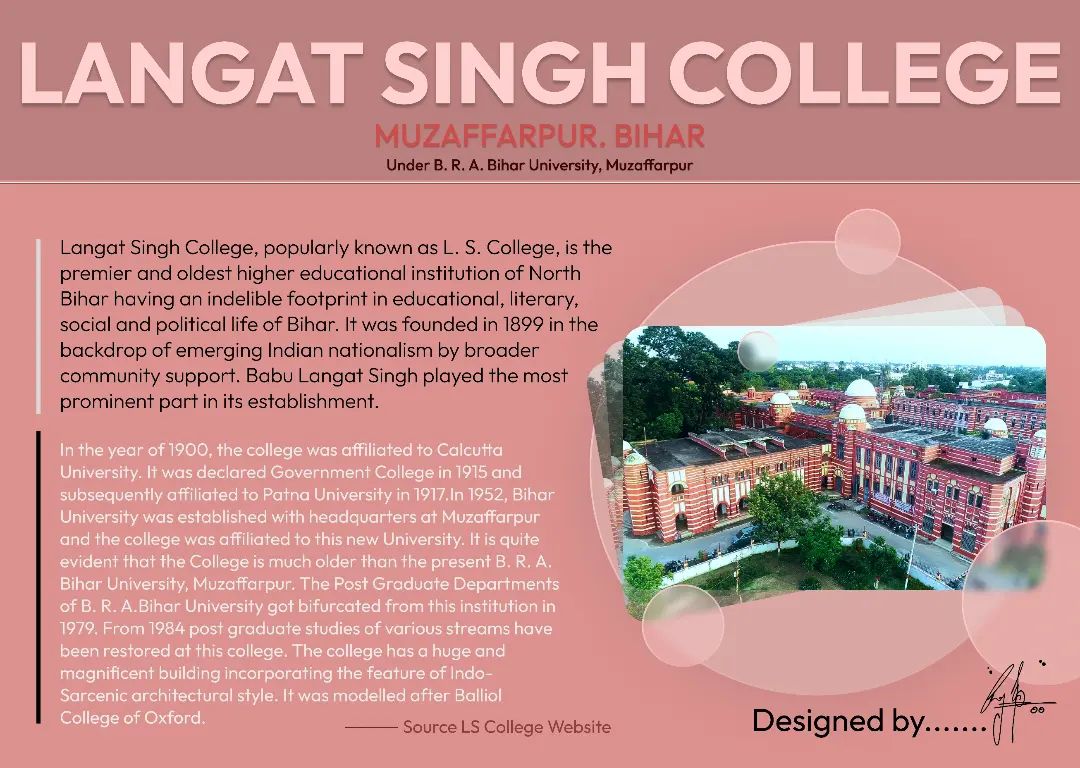 LANGAT SINGH COLLEGE
MUZAFFARPUR. BIHAR
Under B. R. A. Bihar University, Muzaffarpur
Langat Singh College, popularly known as L. S. College, is the
premier and oldest higher educational institution of North
Bihar having an indelible footprint in educational, literary,
social and political life of Bihar. It was founded in 1899 in the
backdrop of emerging Indian nationalism by broader
community support. Babu Langat Singh played the most
prominent part in its establishment.
In the year of 1900, the college was affiliated to Calcutta
University. It was declared Government College in 1915 and
subsequently affiliated to Patna University in 1917.In 1952, Bihar
University was established with headquarters at Muzaffarpur
and the college was affiliated to this new University. It is quite
evident that the College is much older than the present B. R. A.
Bihar University, Muzaffarpur. The Post Graduate Departments
of B. R. A.Bihar University got bifurcated from this institution in
1979. From 1984 post graduate studies of various streams have
been restored at this college. The college has a huge and
magnificent building incorporating the feature of Indo-
Sarcenic architectural style. It was modelled after Balliol
College of Oxford.
——— Source LS College Website
Designed by.......